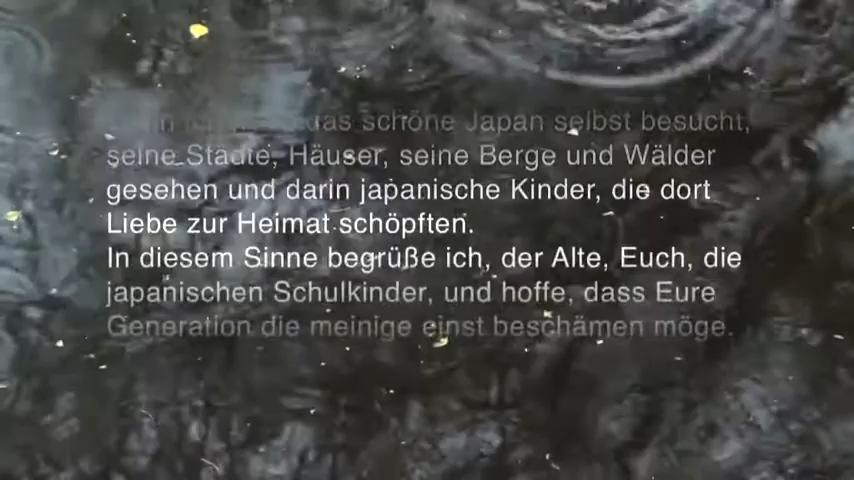 das schöne Japan selbst besucht,
seine Städte, Häuser, seine Berge und Wälder
gesehen und darin japanische Kinder, die dort
Liebe zur Heimat schöpften.
In diesem Sinne begrüße ich, der Alte, Euch, die
japanischen Schulkinder, und hoffe, dass Eure
Generation die meinige einst beschämen möge.